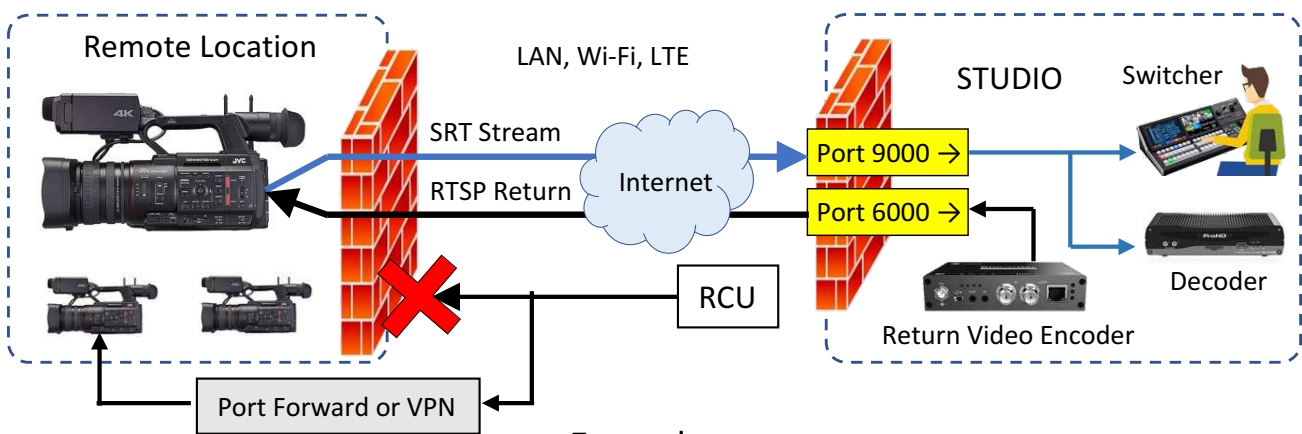 Remote Location
LAN, Wi-Fi, LTE
STUDIO
Switcher
4K
JVC
SRT Stream
Port 9000 →
Internet
RTSP Return
Port 6000 →
ProHD
RCU
Decoder
Return Video Encoder
Port Forward or VPN